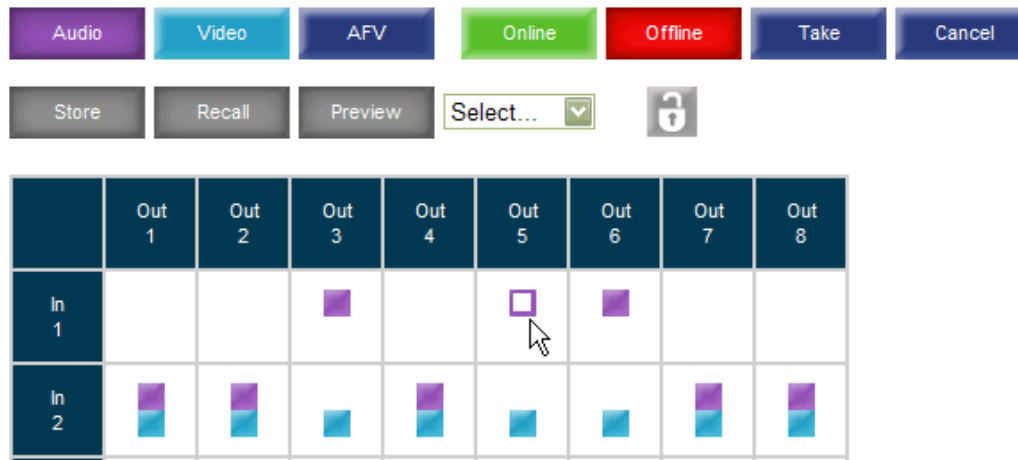 Audio Video AFV Online Offline Take Cancel
Store Recall Preview Select...
Out 1 Out 2 Out 3 Out 4 Out 5 Out 6 Out 7 Out 8
In 1
In 2